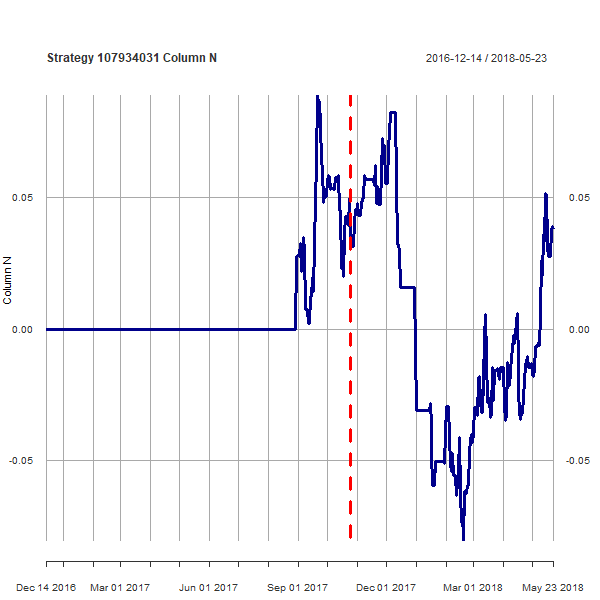 Strategy 107934031 Column N 2016-12-14 / 2018-05-23
0.05 0.05
Column N
0.00 0.00
-0.05 -0.05
Dec 14 2016 Mar 01 2017 Jun 01 2017 Sep 01 2017 Dec 01 2017 Mar 01 2018 May 23 2018